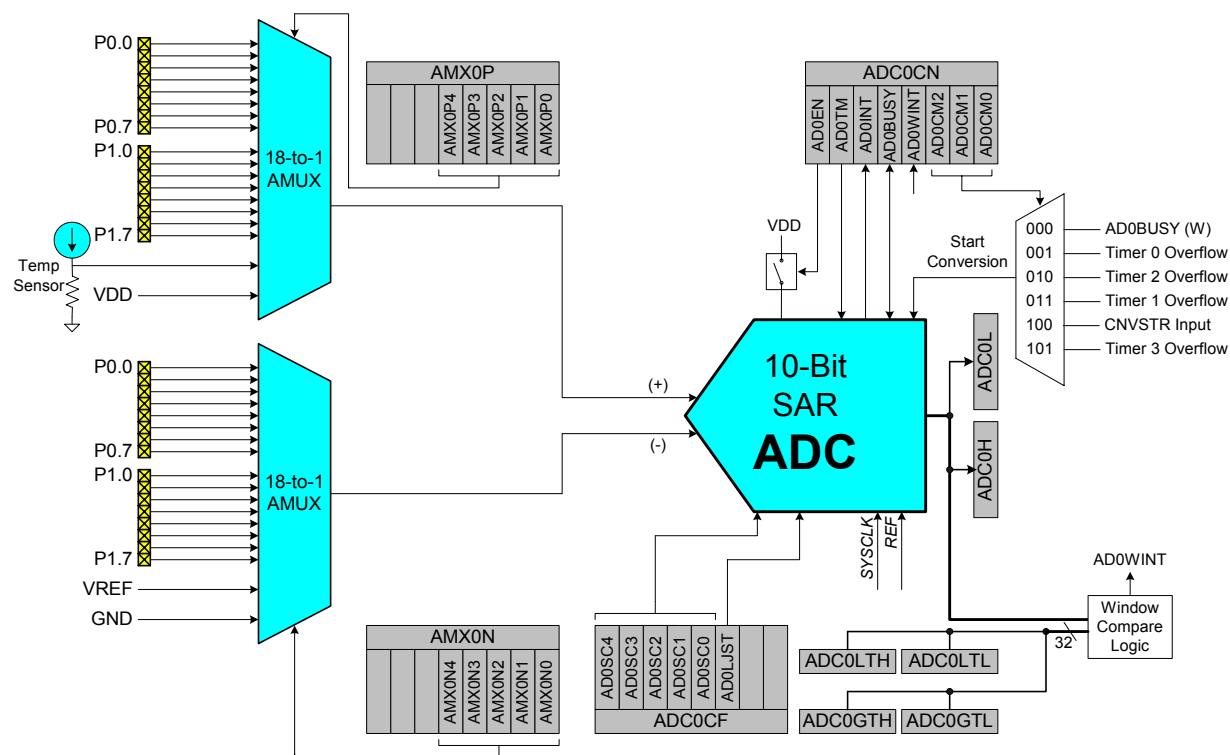 P0.0
P0.7
P1.0
P1.7
18-to-1
AMUX
Temp
Sensor
VDD
AMX0P
AMX0P4
AMX0P3
AMX0P2
AMX0P1
AMX0P0
ADC0CN
AD0EN
AD0TM
AD0INT
AD0BUSY
AD0WINT
AD0CM2
AD0CM1
AD0CM0
VDD
Start
Conversion
000
AD0BUSY (W)
001
Timer 0 Overflow
010
Timer 2 Overflow
011
Timer 1 Overflow
100
CNVSTR Input
101
Timer 3 Overflow
P0.0
P0.7
P1.0
P1.7
18-to-1
AMUX
VREF
GND
(+)
(-)
10-Bit
SAR
ADC
ADC0L
ADC0H
SYSCLK
REF
AMX0N
AMX0N4
AMX0N3
AMX0N2
AMX0N1
AMX0N0
AD0SC4
AD0SC3
AD0SC2
AD0SC1
AD0SC0
AD0LJST
ADC0CF
AD0WINT
Window
Compare
Logic
32
ADC0LTH
ADC0LTL
ADC0GTH
ADC0GTL